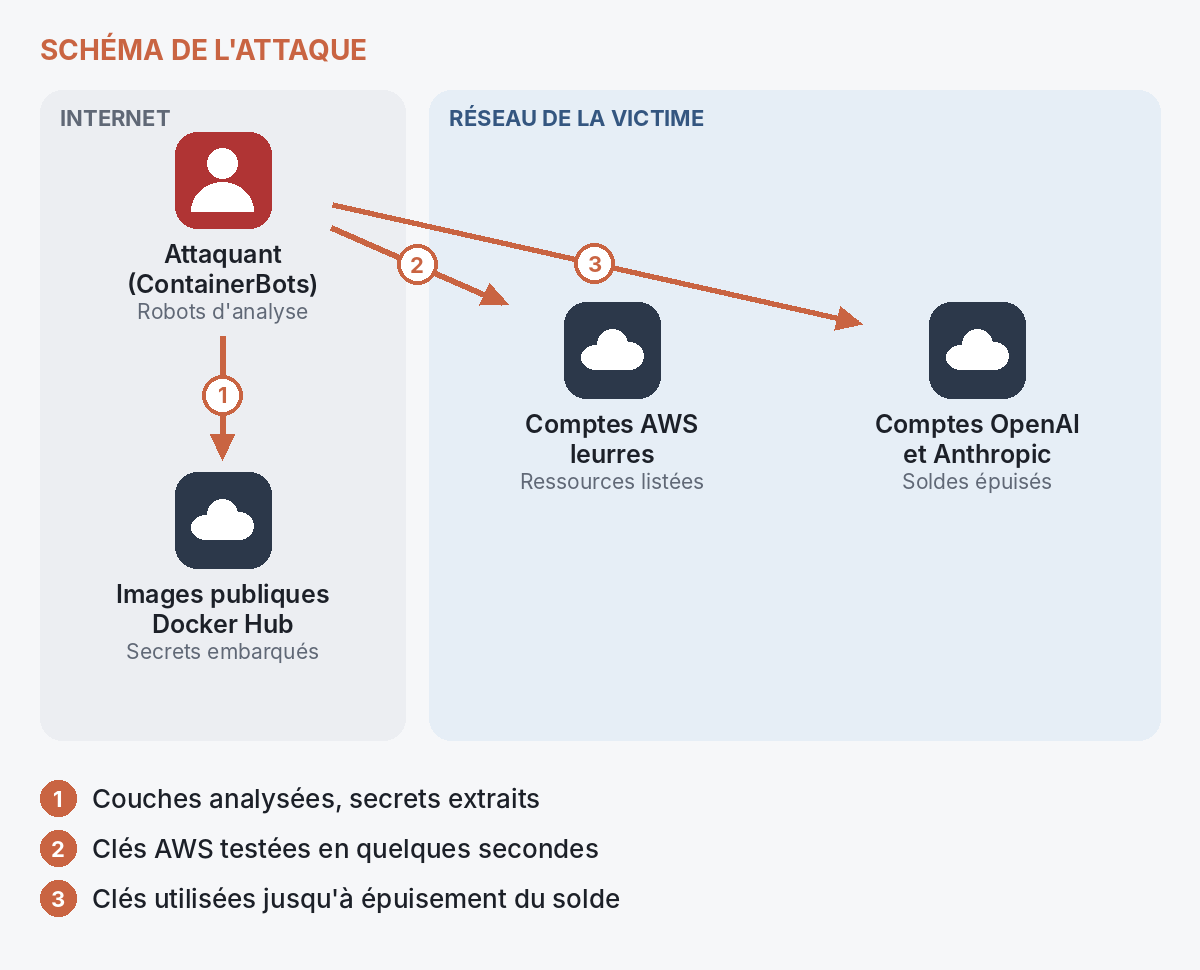 SCHÉMA DE L'ATTAQUE
INTERNET
RÉSEAU DE LA VICTIME
Attaquant
(ContainerBots)
Robots d'analyse
2
3
1
Comptes AWS
leurres
Ressources listées
Comptes OpenAI
et Anthropic
Soldes épuisés
Images publiques
Docker Hub
Secrets embarqués
1 Couches analysées, secrets extraits
2 Clés AWS testées en quelques secondes
3 Clés utilisées jusqu'à épuisement du solde